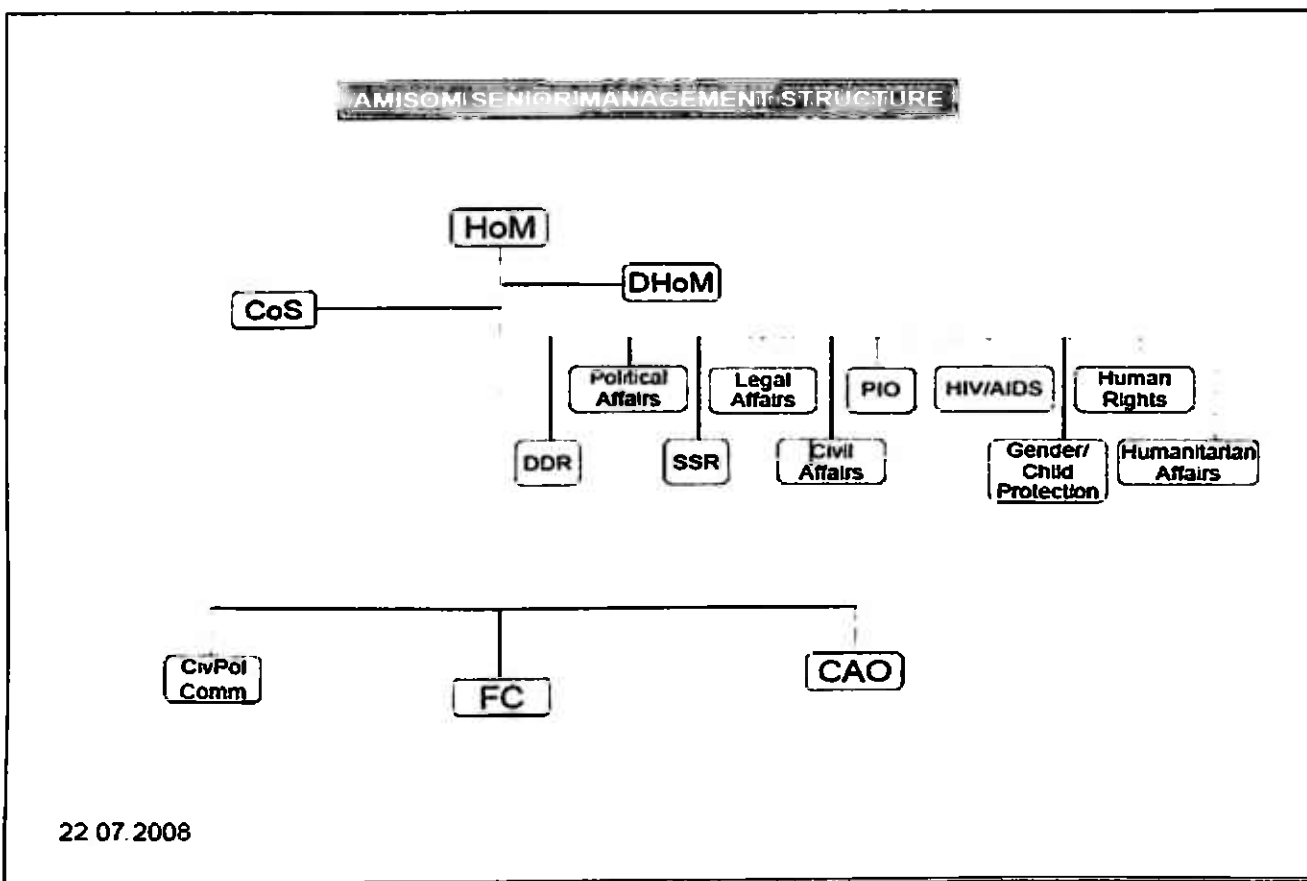 AMISOM SENIOR MANAGEMENT STRUCTURE
HoM
DHoM
CoS
Political
Affairs
Legal
Affairs
PIO
HIV/AIDS
Human
Rights
DDR
SSR
Civil
Affairs
Gender/
Child
Protection
Humanitarian
Affairs
CivPol
Comm
FC
CAO
22 07.2008